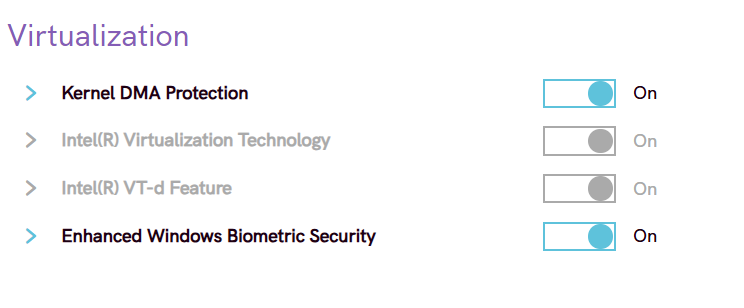 Virtualization
Kernel DMA Protection On
Intel(R) Virtualization Technology On
Intel(R) VT-d Feature On
Enhanced Windows Biometric Security On